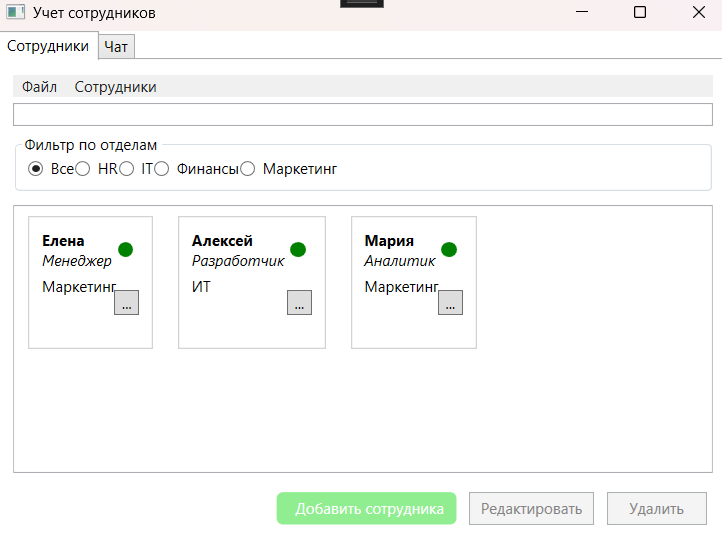 Учет сотрудников
Сотрудники Чат
Файл Сотрудники
Фильтр по отделам
Все HR IT Финансы Маркетинг
Елена Алексей Мария
Менеджер Разработчик Аналитик
Маркетинг ИТ Маркетинг
... ... ...
Добавить сотрудника Редактировать Удалить